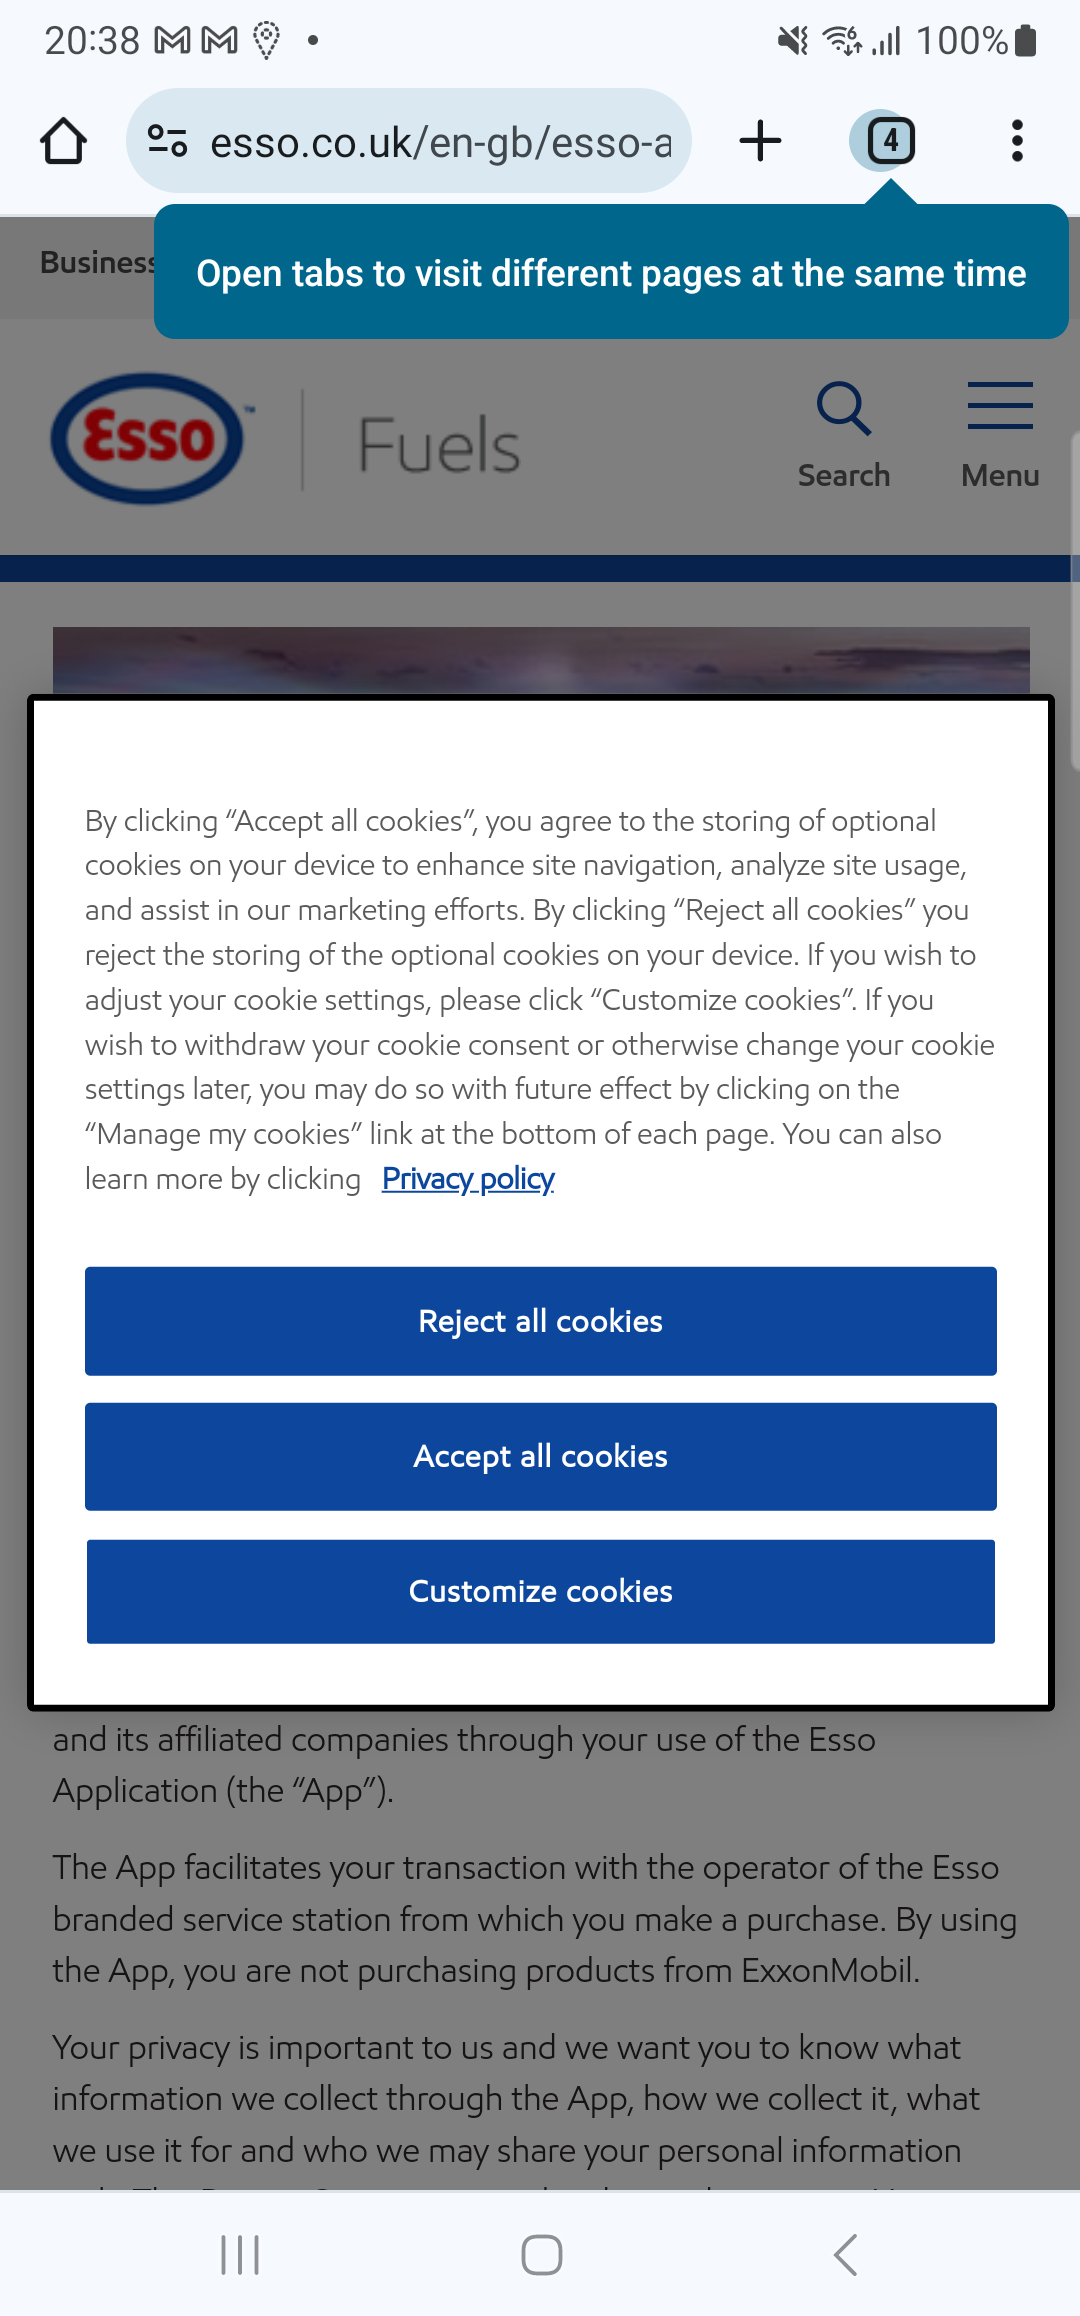 20:38
100%
esso.co.uk/en-gb/esso-a
4
Open tabs to visit different pages at the same time
Business
Esso ™
Fuels
Search
Menu
By clicking “Accept all cookies”, you agree to the storing of optional
cookies on your device to enhance site navigation, analyze site usage,
and assist in our marketing efforts. By clicking “Reject all cookies” you
reject the storing of the optional cookies on your device. If you wish to
adjust your cookie settings, please click “Customize cookies”. If you
wish to withdraw your cookie consent or otherwise change your cookie
settings later, you may do so with future effect by clicking on the
“Manage my cookies” link at the bottom of each page. You can also
learn more by clicking Privacy policy
Reject all cookies
Accept all cookies
Customize cookies
and its affiliated companies through your use of the Esso
Application (the “App”).
The App facilitates your transaction with the operator of the Esso
branded service station from which you make a purchase. By using
the App, you are not purchasing products from ExxonMobil.
Your privacy is important to us and we want you to know what
information we collect through the App, how we collect it, what
we use it for and who we may share your personal information